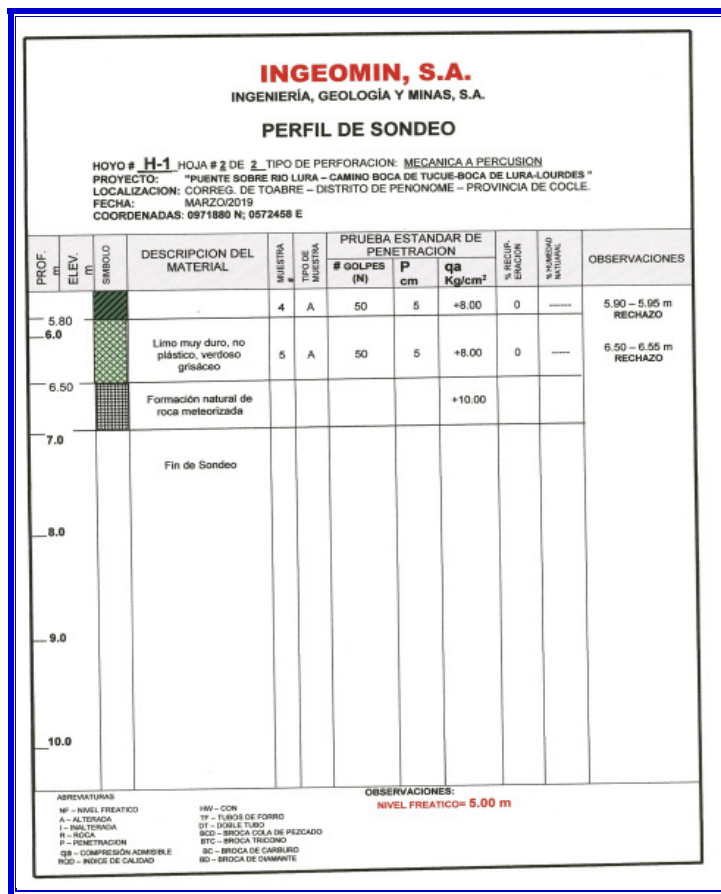 INGEOMIN, S.A.
INGENIERÍA, GEOLOGÍA Y MINAS, S.A.
PERFIL DE SONDEO
HOYO # H-1 HOJA # 2 DE 2 TIPO DE PERFORACION: MECANICA A PERCUSION
PROYECTO: "PUENTE SOBRE RIO LURA – CAMINO BOCA DE TUCUE-BOCA DE LURA-LOURDES "
LOCALIZACION: CORREG. DE TOABRE – DISTRITO DE PENONOME – PROVINCIA DE COCLE.
FECHA: MARZO/2019
COORDENADAS: 0971880 N; 0572458 E
PROF. m
ELEV. m
SIMBOLO
DESCRIPCION DEL MATERIAL
MUESTRA #
TIPO DE MUESTRA
PRUEBA ESTANDAR DE PENETRACION
# GOLPES (N)
P cm
qa Kg/cm²
% RECUP-ERACION
% HUMEDAD NATUARAL
OBSERVACIONES
4 A 50 5 +8.00 0 ------ 5.90 – 5.95 m
RECHAZO
5.80
6.0
Limo muy duro, no
plástico, verdoso
grisáceo
5 A 50 5 +8.00 0 ----- 6.50 – 6.55 m
RECHAZO
6.50
Formación natural de
roca meteorizada
+10.00
7.0
Fin de Sondeo
8.0
9.0
10.0
ABREVIATURAS
NF – NIVEL FREATICO
A – ALTERADA
I – INALTERADA
R – ROCA
P – PENETRACION
qa – COMPRESIÓN ADMISIBLE
RQD – INDICE DE CALIDAD
HW – CON
TF – TUBOS DE FORRO
DT – DOBLE TUBO
BCD – BROCA COLA DE PEZCADO
BTC – BROCA TRICONO
BC – BROCA DE CARBURO
BD – BROCA DE DIAMANTE
OBSERVACIONES:
NIVEL FREATICO= 5.00 m